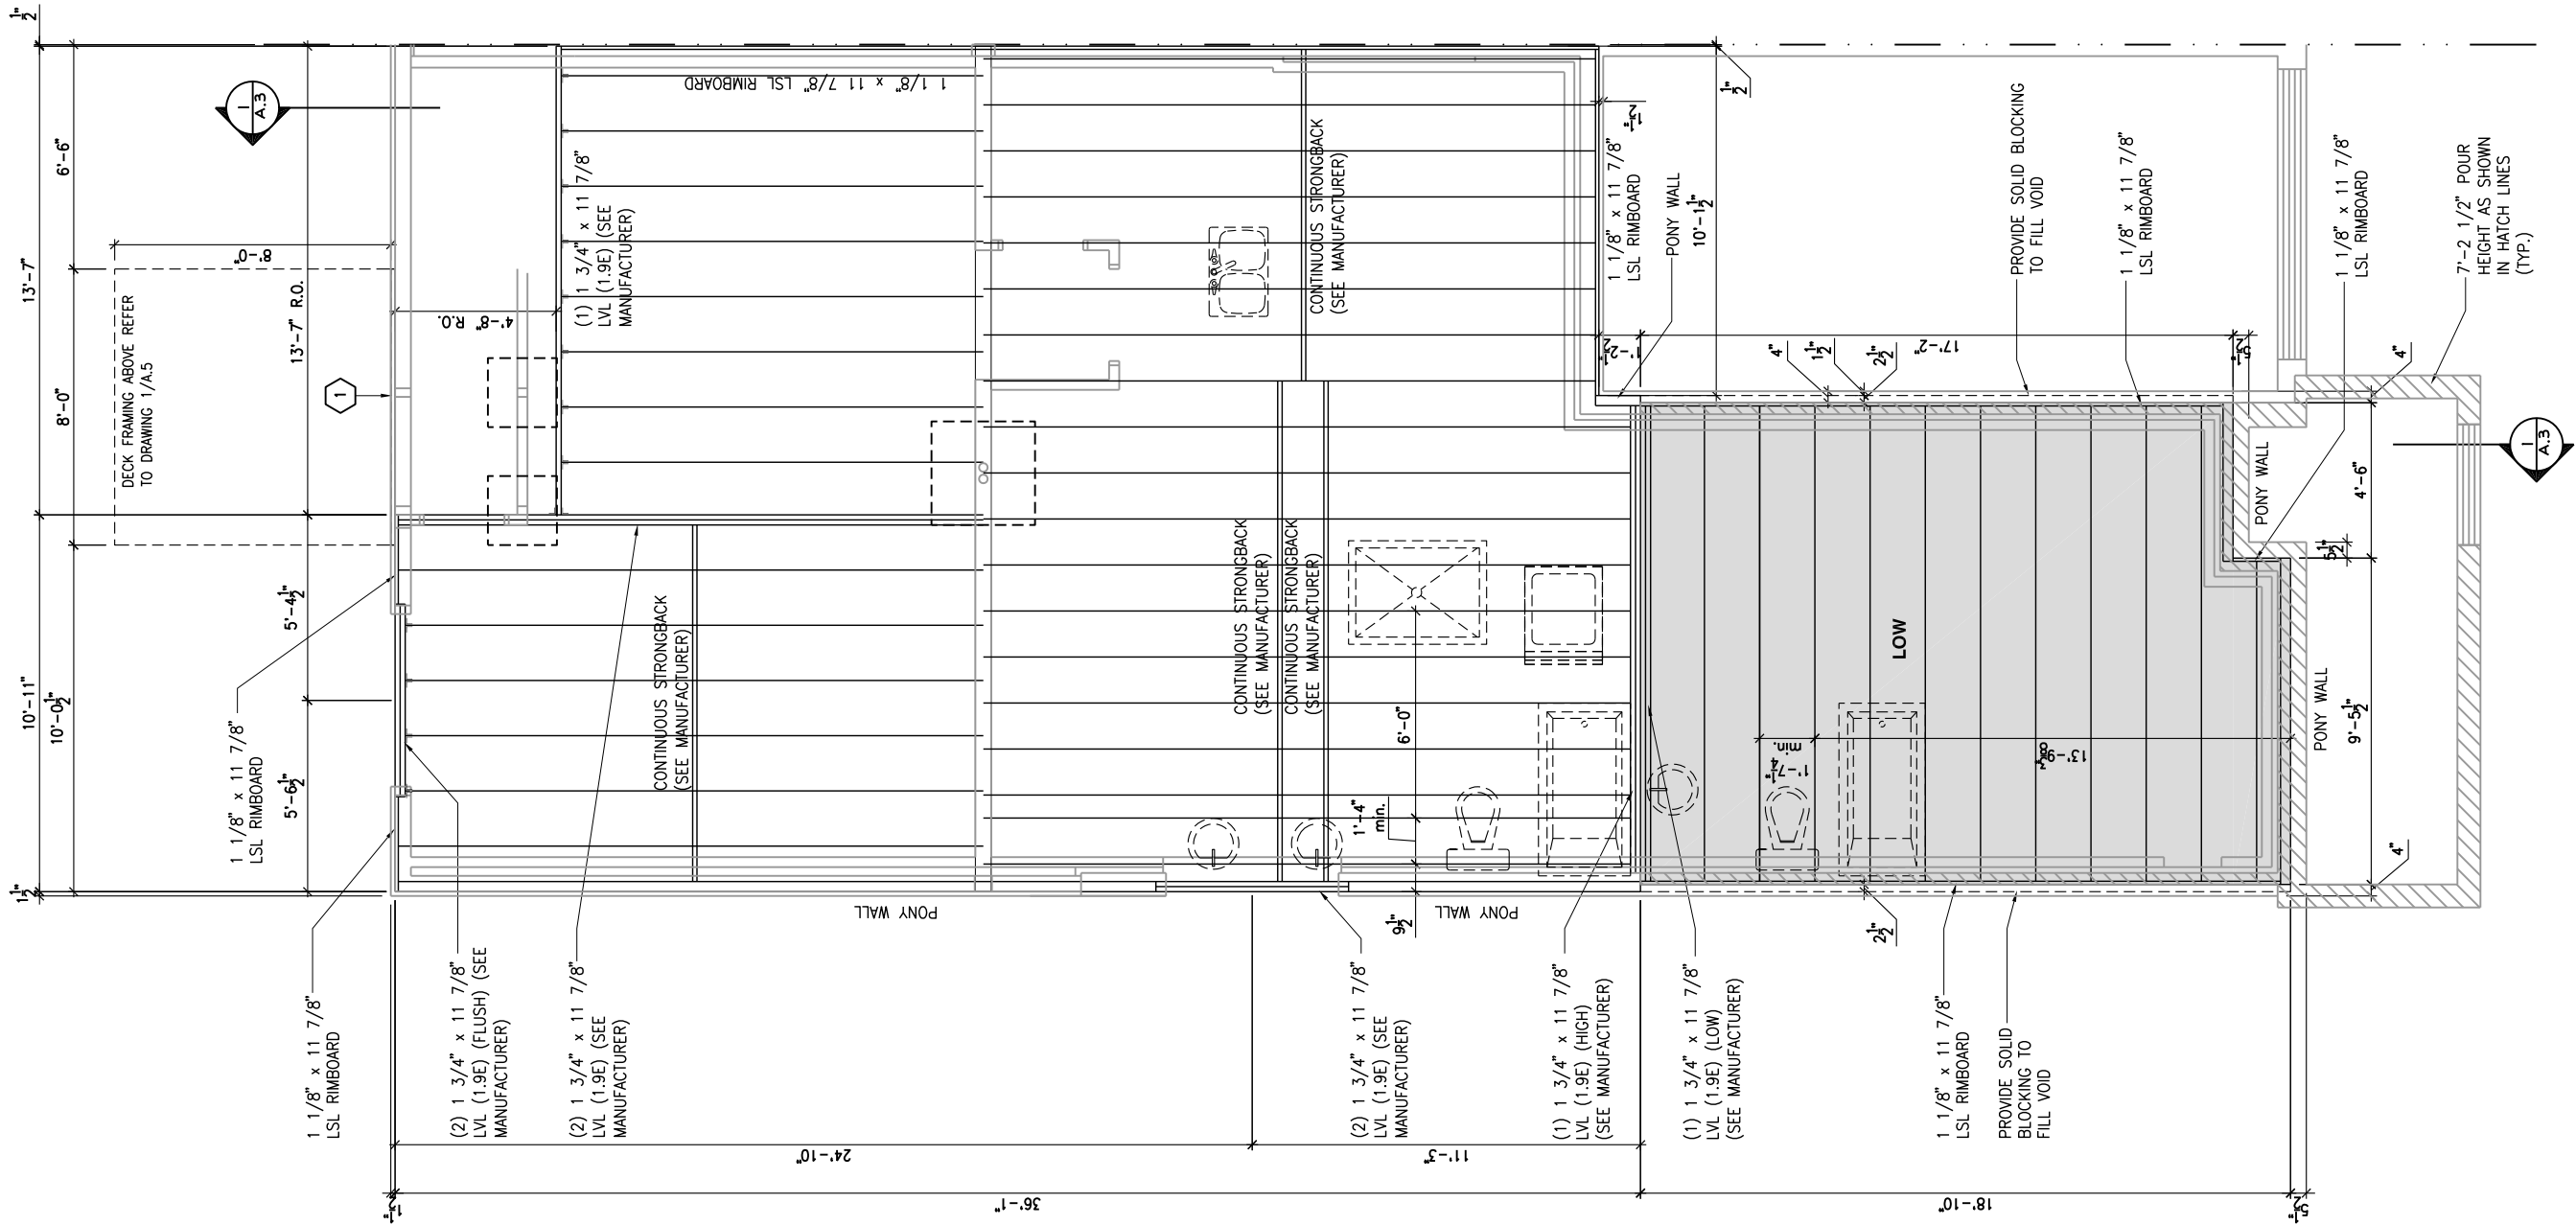 1 1/2"
13'-7"
10'-11"
1 1/2"
6'-6"
8'-0"
10'-0 1/2"
DECK FRAMING ABOVE REFER
TO DRAWING 1/A.5
8'-0"
13'-7" R.O.
5'-4 1/2"
5'-6 1/2"
1
A.3
1
4'-8" R.O.
1 1/8" x 11 7/8" LSL RIMBOARD
(1) 1 3/4" x 11 7/8"
LVL (1.9E) (SEE
MANUFACTURER)
1 1/8" x 11 7/8"
LSL RIMBOARD
CONTINUOUS STRONGBACK
(SEE MANUFACTURER)
1 1/8" x 11 7/8"
LSL RIMBOARD
(2) 1 3/4" x 11 7/8"
LVL (1.9E) (FLUSH) (SEE
MANUFACTURER)
(2) 1 3/4" x 11 7/8"
LVL (1.9E) (SEE
MANUFACTURER)
PONY WALL
CONTINUOUS STRONGBACK
(SEE MANUFACTURER)
CONTINUOUS STRONGBACK
(SEE MANUFACTURER)
CONTINUOUS STRONGBACK
(SEE MANUFACTURER)
6'-0"
1'-4"
min.
9 1/2"
PONY WALL
(2) 1 3/4" x 11 7/8"
LVL (1.9E) (SEE
MANUFACTURER)
(1) 1 3/4" x 11 7/8"
LVL (1.9E) (HIGH)
(SEE MANUFACTURER)
(1) 1 3/4" x 11 7/8"
LVL (1.9E) (LOW)
(SEE MANUFACTURER)
1 1/2"
1 1/8" x 11 7/8"
LSL RIMBOARD
PONY WALL
10'-1 1/2"
1/2"
1'-2 1/2"
17'-2"
5 1/2"
4"
1 1/2"
2 1/2"
PROVIDE SOLID BLOCKING
TO FILL VOID
1 1/8" x 11 7/8"
LSL RIMBOARD
LOW
1'-7 1/4"
min.
13'-9 3/8"
2 1/2"
1 1/8" x 11 7/8"
LSL RIMBOARD
PROVIDE SOLID
BLOCKING TO
FILL VOID
1 1/8" x 11 7/8"
LSL RIMBOARD
7'-2 1/2" POUR
HEIGHT AS SHOWN
IN HATCH LINES
(TYP.)
4"
PONY WALL
4'-6"
5 1/2"
PONY WALL
9'-5 1/2"
4"
1
A.3
24'-10"
11'-3"
1 1/2"
36'-1"
18'-10"
5 1/2"